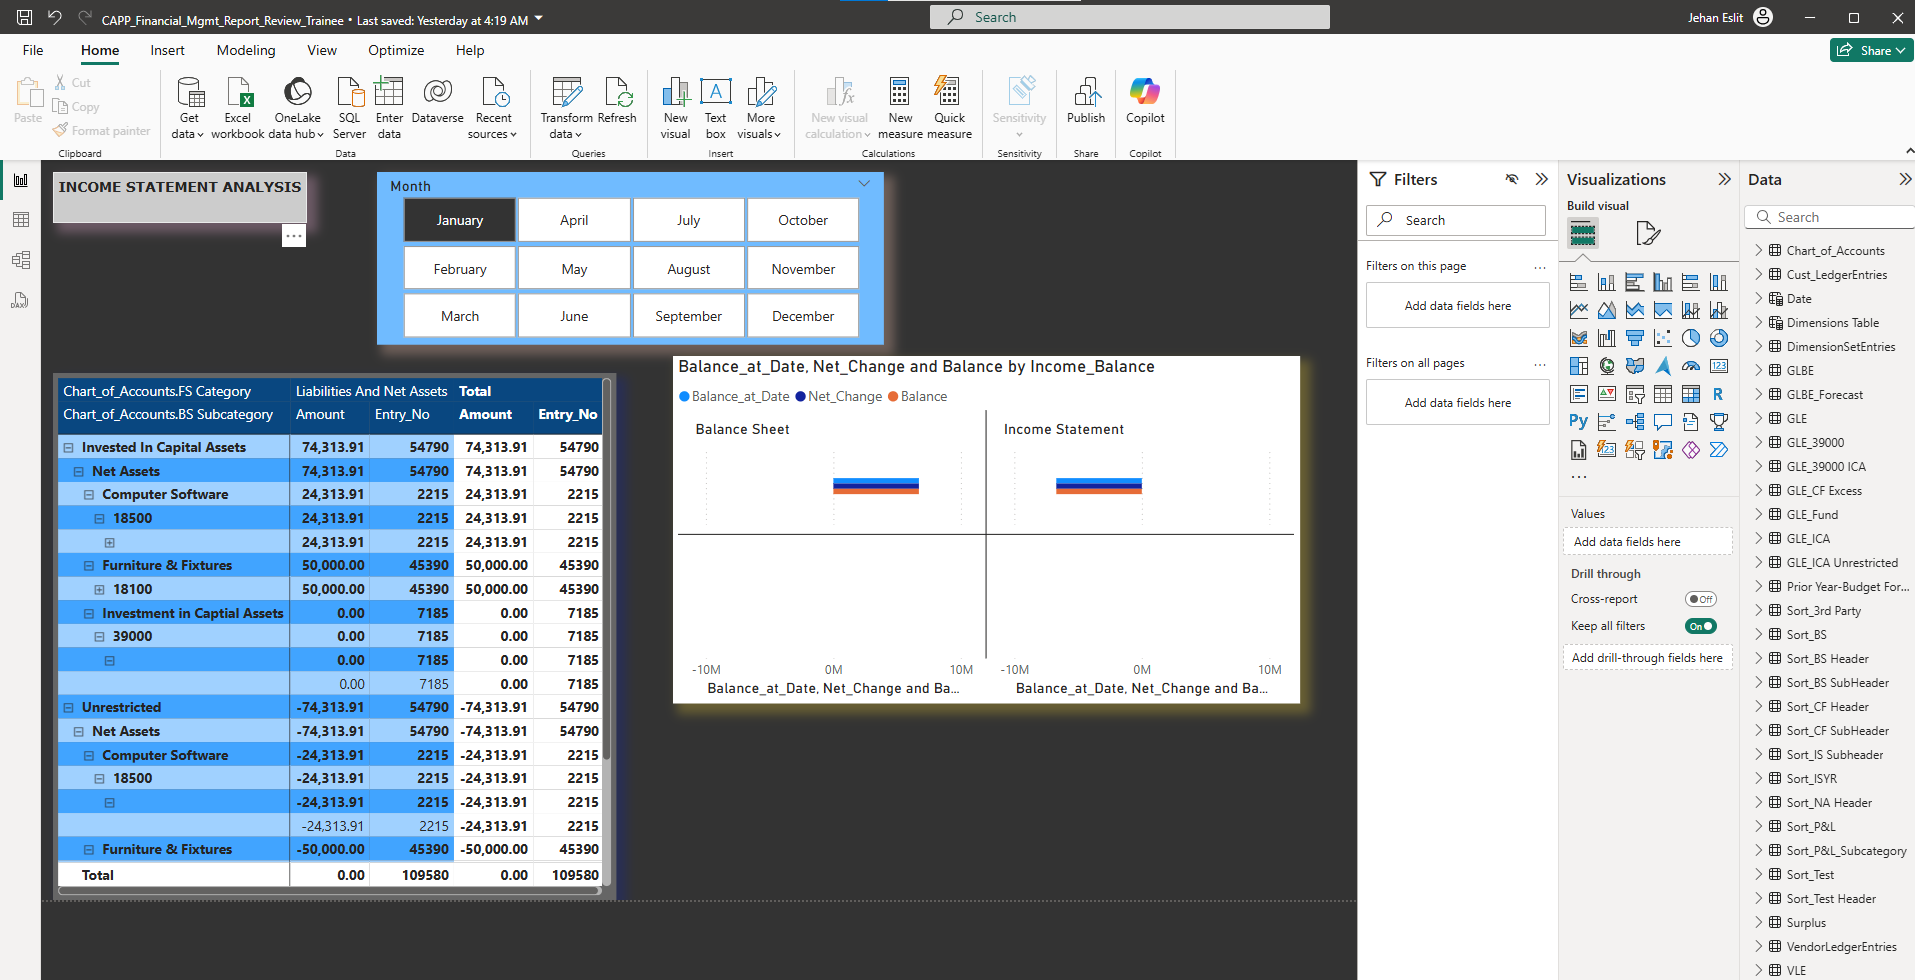 CAPP_Financial_Mgmt_Report_Review_Trainee • Last saved: Yesterday at 4:19 AM
Search
Jehan Eslit
File Home Insert Modeling View Optimize Help
Share
Paste
Cut
Copy
Format painter
Clipboard
Get data
Excel workbook
OneLake data hub
SQL Server
Enter data
Dataverse
Recent sources
Data
Transform data
Refresh
Queries
New visual
Text box
More visuals
Insert
New visual calculation
New measure
Quick measure
Calculations
Sensitivity
Sensitivity
Publish
Share
Copilot
Copilot
INCOME STATEMENT ANALYSIS
Month
January April July October
February May August November
March June September December
Chart_of_Accounts.FS Category Liabilities And Net Assets Total
Chart_of_Accounts.BS Subcategory Amount Entry_No Amount Entry_No
Invested In Capital Assets 74,313.91 54790 74,313.91 54790
Net Assets 74,313.91 54790 74,313.91 54790
Computer Software 24,313.91 2215 24,313.91 2215
18500 24,313.91 2215 24,313.91 2215
24,313.91 2215 24,313.91 2215
Furniture & Fixtures 50,000.00 45390 50,000.00 45390
18100 50,000.00 45390 50,000.00 45390
Investment in Captial Assets 0.00 7185 0.00 7185
39000 0.00 7185 0.00 7185
0.00 7185 0.00 7185
0.00 7185 0.00 7185
Unrestricted -74,313.91 54790 -74,313.91 54790
Net Assets -74,313.91 54790 -74,313.91 54790
Computer Software -24,313.91 2215 -24,313.91 2215
18500 -24,313.91 2215 -24,313.91 2215
-24,313.91 2215 -24,313.91 2215
-24,313.91 2215 -24,313.91 2215
Furniture & Fixtures -50,000.00 45390 -50,000.00 45390
Total 0.00 109580 0.00 109580
Balance_at_Date, Net_Change and Balance by Income_Balance
Balance_at_Date Net_Change Balance
Balance Sheet Income Statement
-10M 0M 10M -10M 0M 10M
Balance_at_Date, Net_Change and Ba... Balance_at_Date, Net_Change and Ba...
Filters
Search
Filters on this page ...
Add data fields here
Filters on all pages ...
Add data fields here
Visualizations
Build visual
123
R
Py
...
Values
Add data fields here
Drill through
Cross-report Off
Keep all filters On
Add drill-through fields here
Data
Search
Chart_of_Accounts
Cust_LedgerEntries
Date
Dimensions Table
DimensionSetEntries
GLBE
GLBE_Forecast
GLE
GLE_39000
GLE_39000 ICA
GLE_CF Excess
GLE_Fund
GLE_ICA
GLE_ICA Unrestricted
Prior Year-Budget For...
Sort_3rd Party
Sort_BS
Sort_BS Header
Sort_BS SubHeader
Sort_CF Header
Sort_CF SubHeader
Sort_IS Subheader
Sort_ISYR
Sort_NA Header
Sort_P&L
Sort_P&L_Subcategory
Sort_Test
Sort_Test Header
Surplus
VendorLedgerEntries
VLE